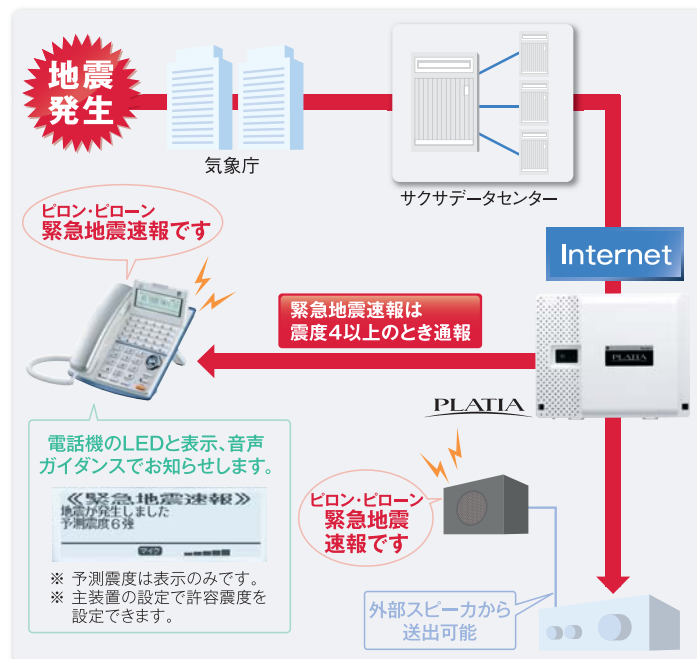 地震
発生
気象庁
サクサデータセンター
ピロン・ピローン
緊急地震速報です
Internet
緊急地震速報は
震度4以上のとき通報
PLATIA
PLATIA
電話機のLEDと表示、音声
ガイダンスでお知らせします。
≪緊急地震速報≫
地震が発生しました
予測震度6強
マイク
※ 予測震度は表示のみです。
※ 主装置の設定で許容震度を
設定できます。
ピロン・ピローン
緊急地震
速報です
外部スピーカから
送出可能